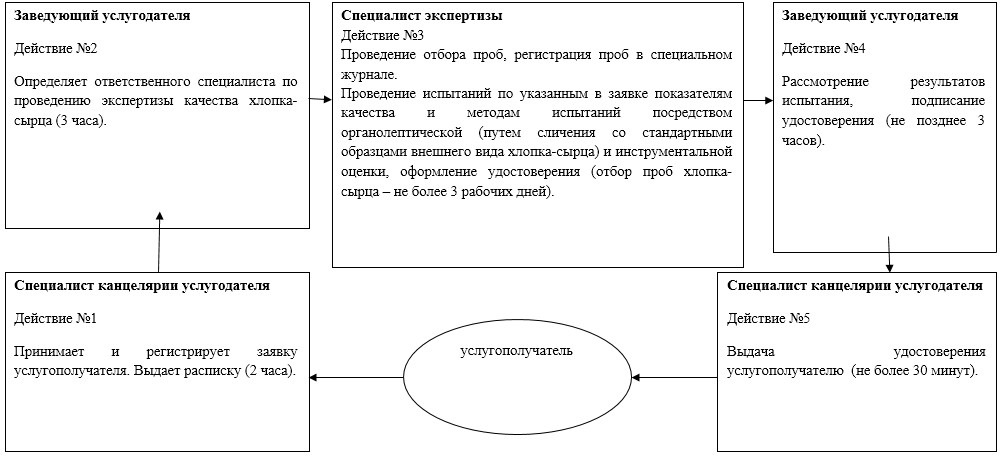 Заведующий услугодателя
Действие №2
Определяет ответственного специалиста по
проведению экспертизы качества хлопка-
сырца (3 часа).
Специалист экспертизы
Действие №3
Проведение отбора проб, регистрация проб в специальном
журнале.
Проведение испытаний по указанным в заявке показателям
качества и методам испытаний посредством
органолептической (путем сличения со стандартными
образцами внешнего вида хлопка-сырца) и инструментальной
оценки, оформление удостоверения (отбор проб хлопка-
сырца – не более 3 рабочих дней).
Заведующий услугодателя
Действие №4
Рассмотрение результатов
испытания, подписание
удостоверения (не позднее 3
часов).
Специалист канцелярии услугодателя
Действие №1
Принимает и регистрирует заявку
услугополучателя. Выдает расписку (2 часа).
услугополучатель
Специалист канцелярии услугодателя
Действие №5
Выдача удостоверения
услугополучателю (не более 30 минут).